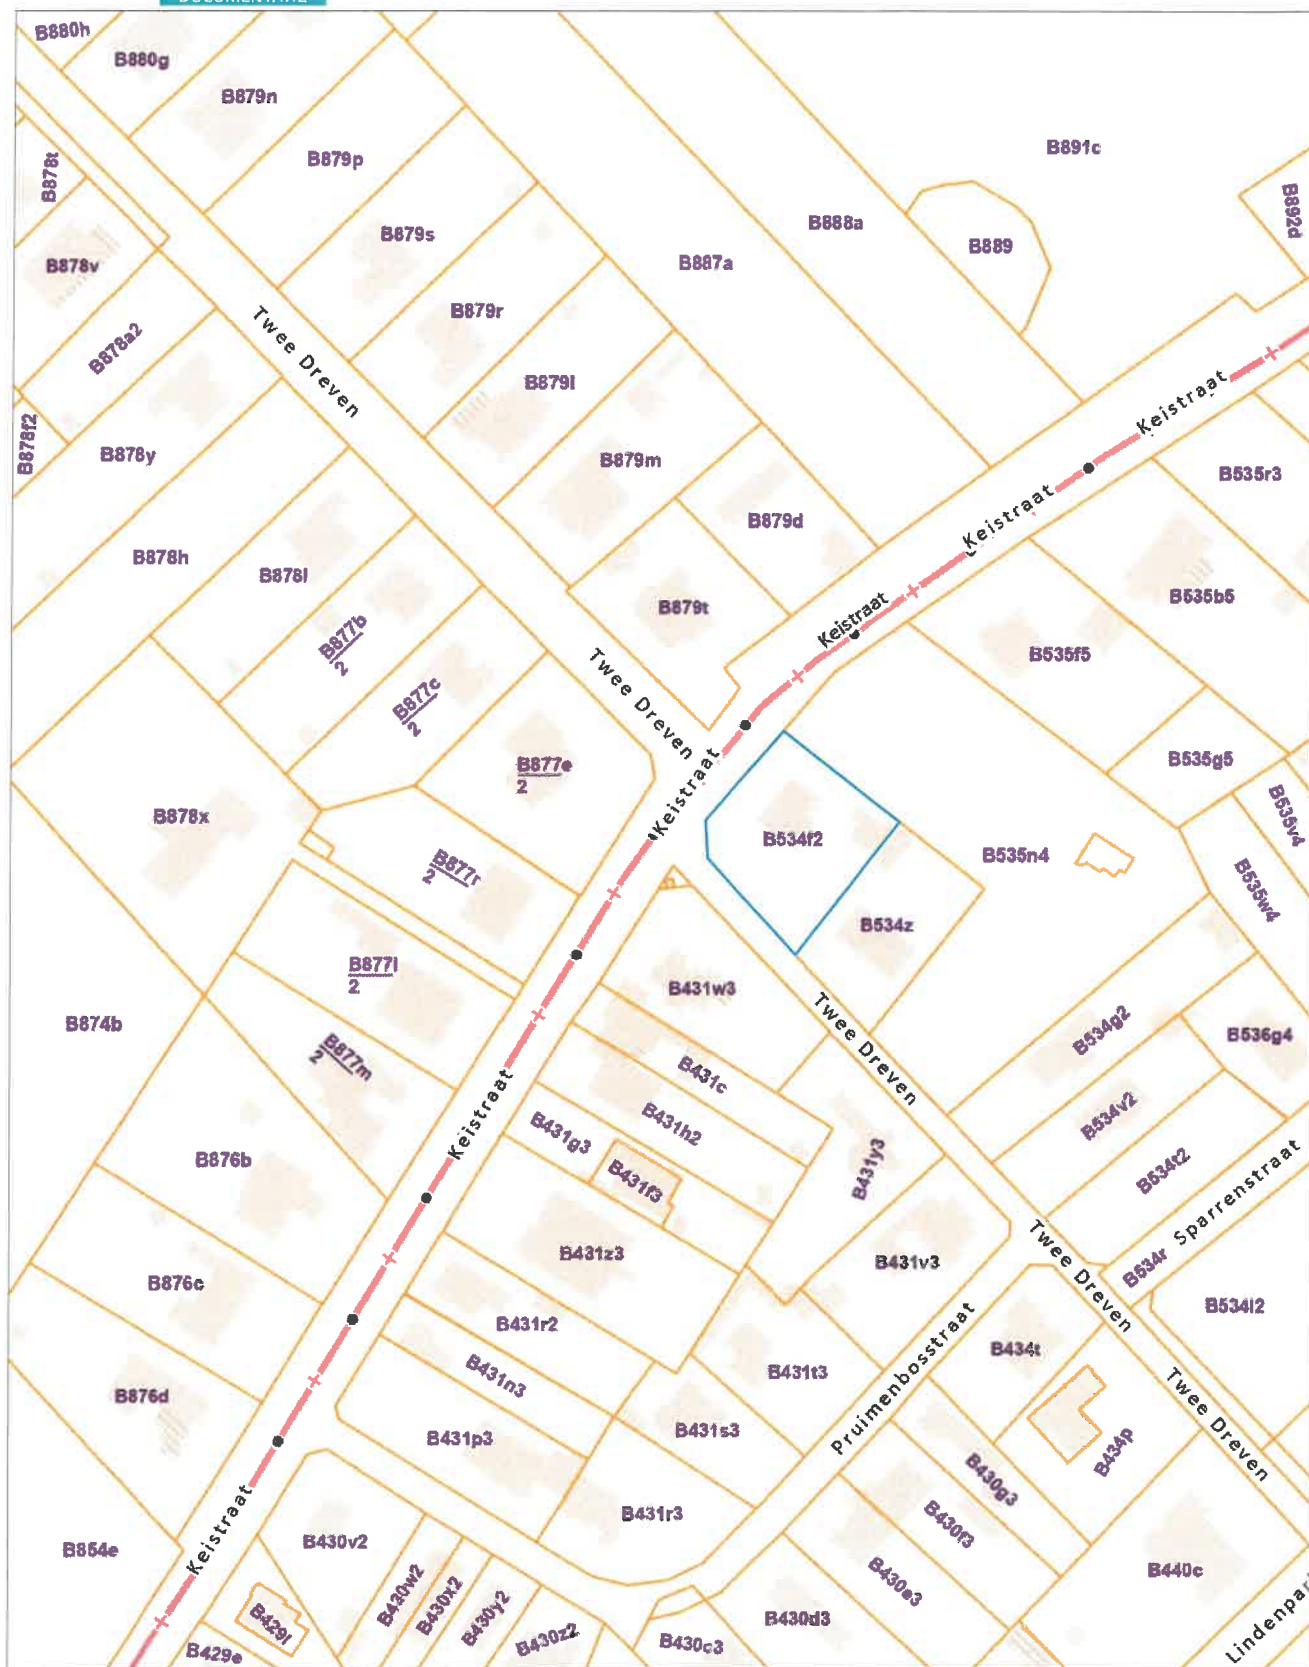 B880h
B880g
B879n
B891c
B879p
B878t
B892d
B888a
B879s
B889
B887a
B878v
B879r
Twee Dreven
B878a2
B879l
Keistraat
B878f2
B878y
B879m
B535r3
B879d
Keistraat
B878h
B878l
B535b5
B879t
Keistraat
B877b
2
B535f5
B877c
2
Twee Dreven
B877e
2
B535g5
Keistraat
B878x
B534f2
B535v4
B535n4
B877r
2
B535w4
B534z
B877l
2
B431w3
B874b
Twee Dreven
B534g2
B536g4
B877m
2
B431c
Keistraat
B534v2
B431h2
B431g3
B876b
B431y3
B534t2
B431f3
Sparrenstraat
B431z3
B431v3
Twee Dreven
B534r
B876c
B534l2
B431r2
B434t
B431n3
B431t3
Pruimenbosstraat
B876d
Twee Dreven
B431p3
B431s3
B434p
B430g3
B431r3
B430f3
Keistraat
B430v2
B854e
B440c
B430e3
B430w2
B430x2
B430y2
B430d3
B429l
B430z2
B430c3
B429e